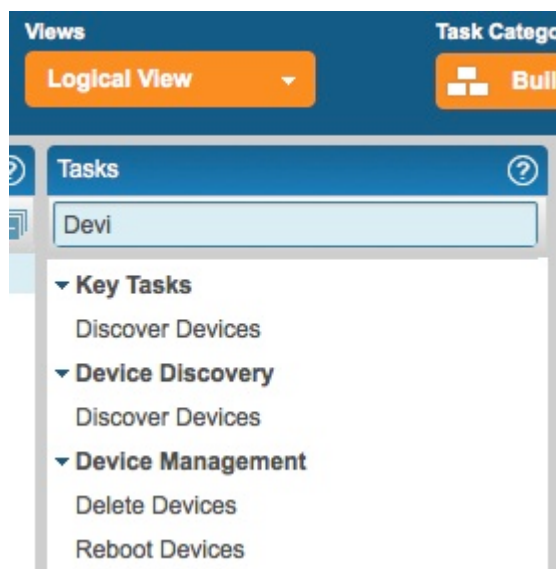 Views
Task Catego
Logical View
Buil
Tasks
Devi
Key Tasks
Discover Devices
Device Discovery
Discover Devices
Device Management
Delete Devices
Reboot Devices